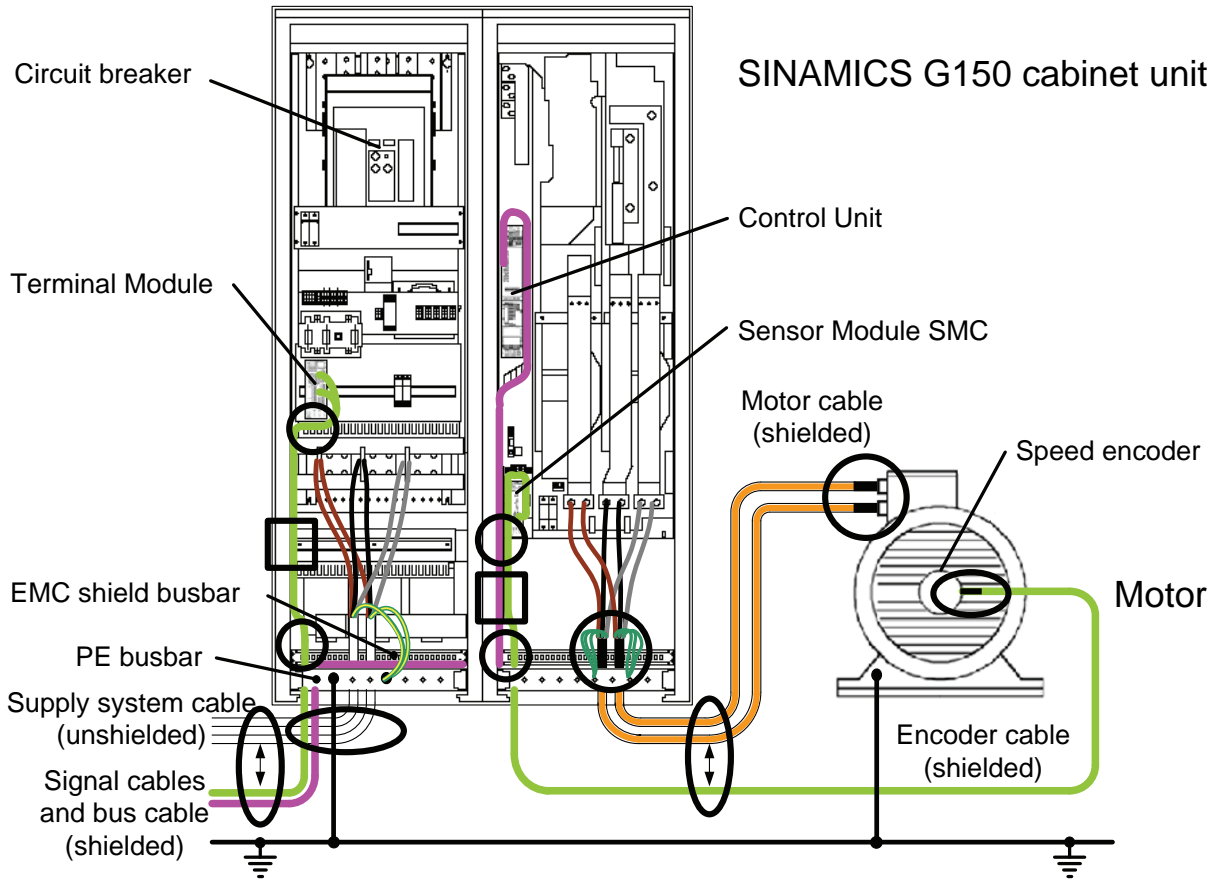 SINAMICS G150 cabinet unit
Circuit breaker
Control Unit
Terminal Module
Sensor Module SMC
Motor cable
(shielded)
Speed encoder
EMC shield busbar
Motor
PE busbar
Supply system cable
(unshielded)
Encoder cable
(shielded)
Signal cables
and bus cable
(shielded)